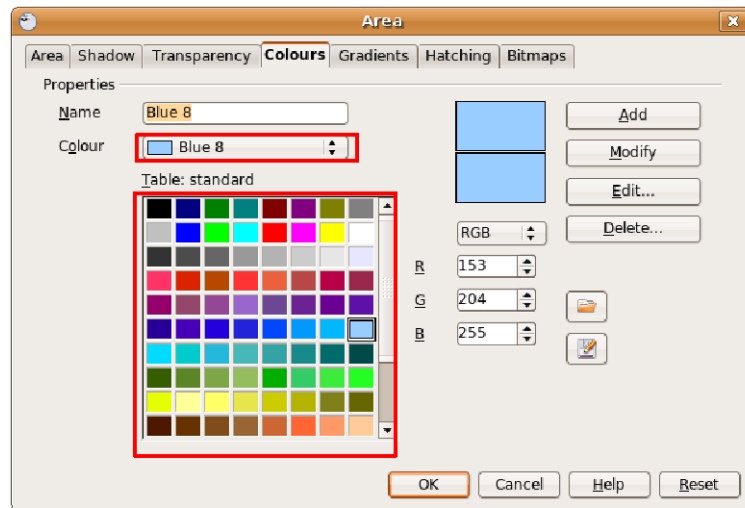 Area
Area Shadow Transparency Colours Gradients Hatching Bitmaps
Properties
Name Blue 8 Add
Colour Blue 8 Modify
Table: standard Edit...
RGB Delete...
R 153
G 204
B 255
OK Cancel Help Reset